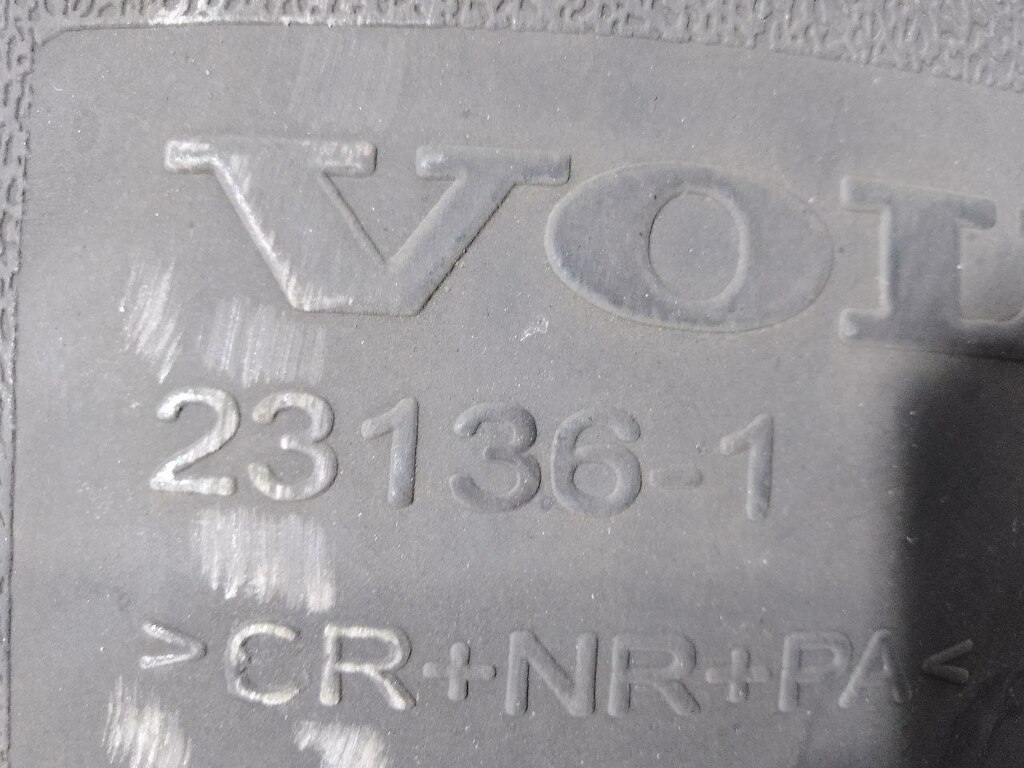 VOL
23136-1
>CR+NR+PA<